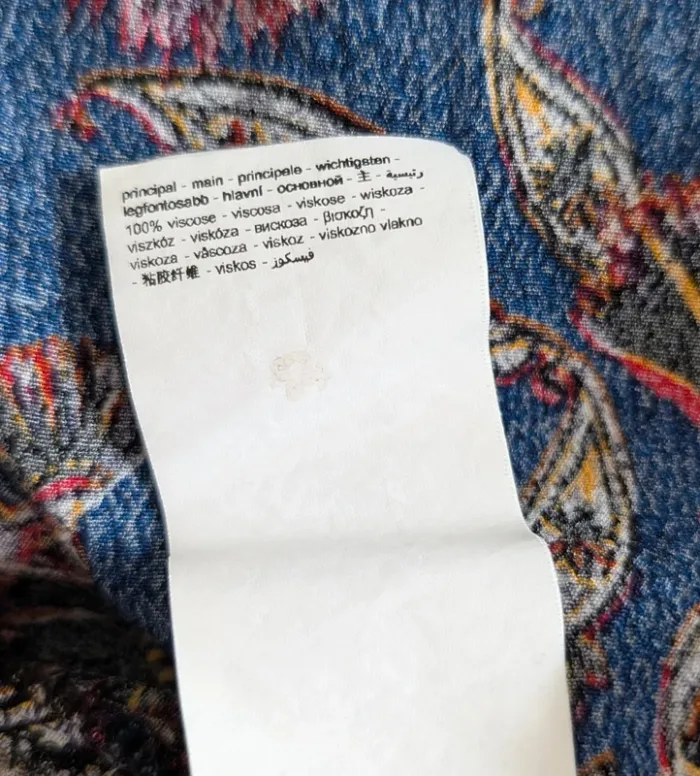 principal - main - principale - wichtigsten -
legfontosabb - hlavní - основной - 主 - رئيسية
100% viscose - viscosa - viskose - wiskoza -
viszkóz - viskóza - вискоза - βισκοζη -
viskoza - vâscoza - viskoz - viskozno vlakno
- 粘胶纤维 - viskos - فيسكوز